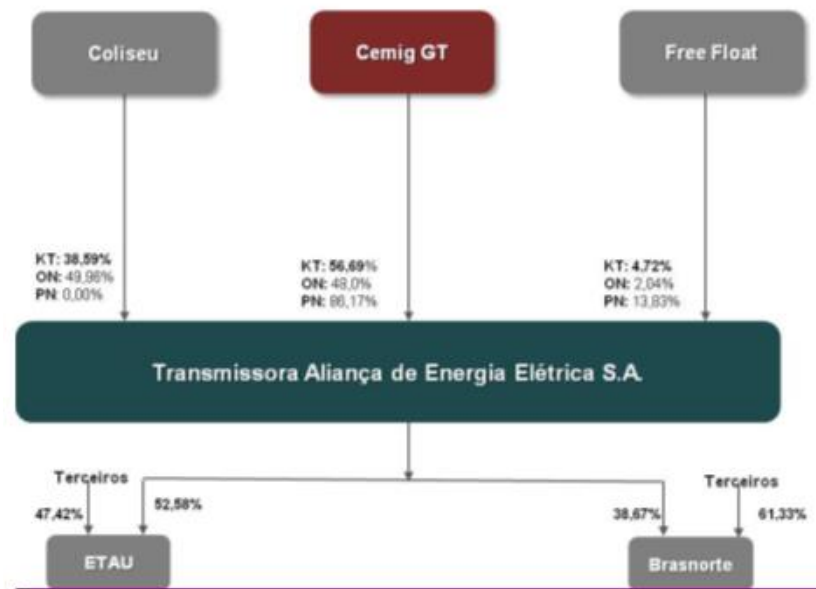 Coliseu
Cemig GT
Free Float
KT: 38,59%
ON: 49,96%
PN: 0,00%
KT: 56,69%
ON: 48,0%
PN: 86,17%
KT: 4,72%
ON: 2,04%
PN: 13,83%
Transmissora Aliança de Energia Elétrica S.A.
Terceiros
47,42%
52,58%
Terceiros
38,67%
61,33%
ETAU
Brasnorte